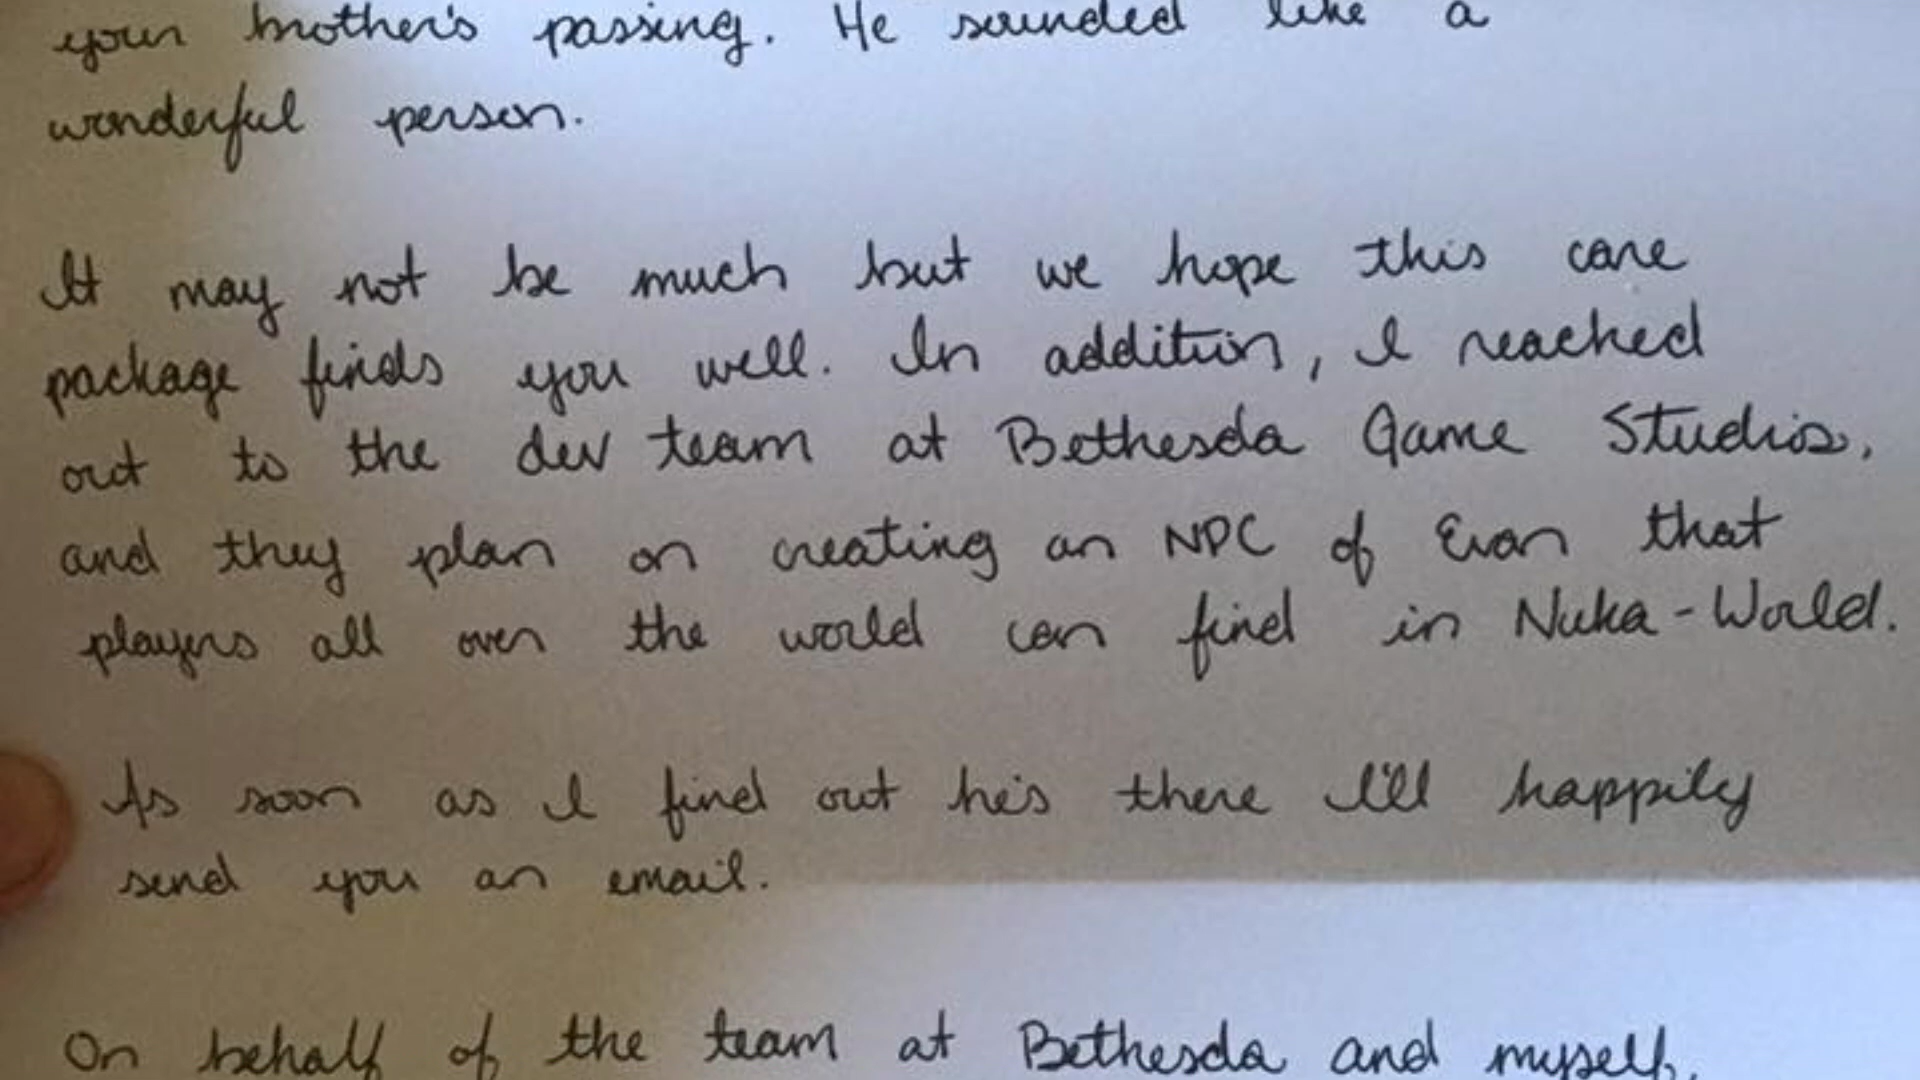 your brother's passing. He sounded like a
wonderful person.
It may not be much but we hope this care
package finds you well. In addition, I reached
out to the dev team at Bethesda Game Studios,
and they plan on creating an NPC of Evan that
players all over the world can find in Nuka-World.
As soon as I find out he's there I'll happily
send you an email.
On behalf of the team at Bethesda and myself,